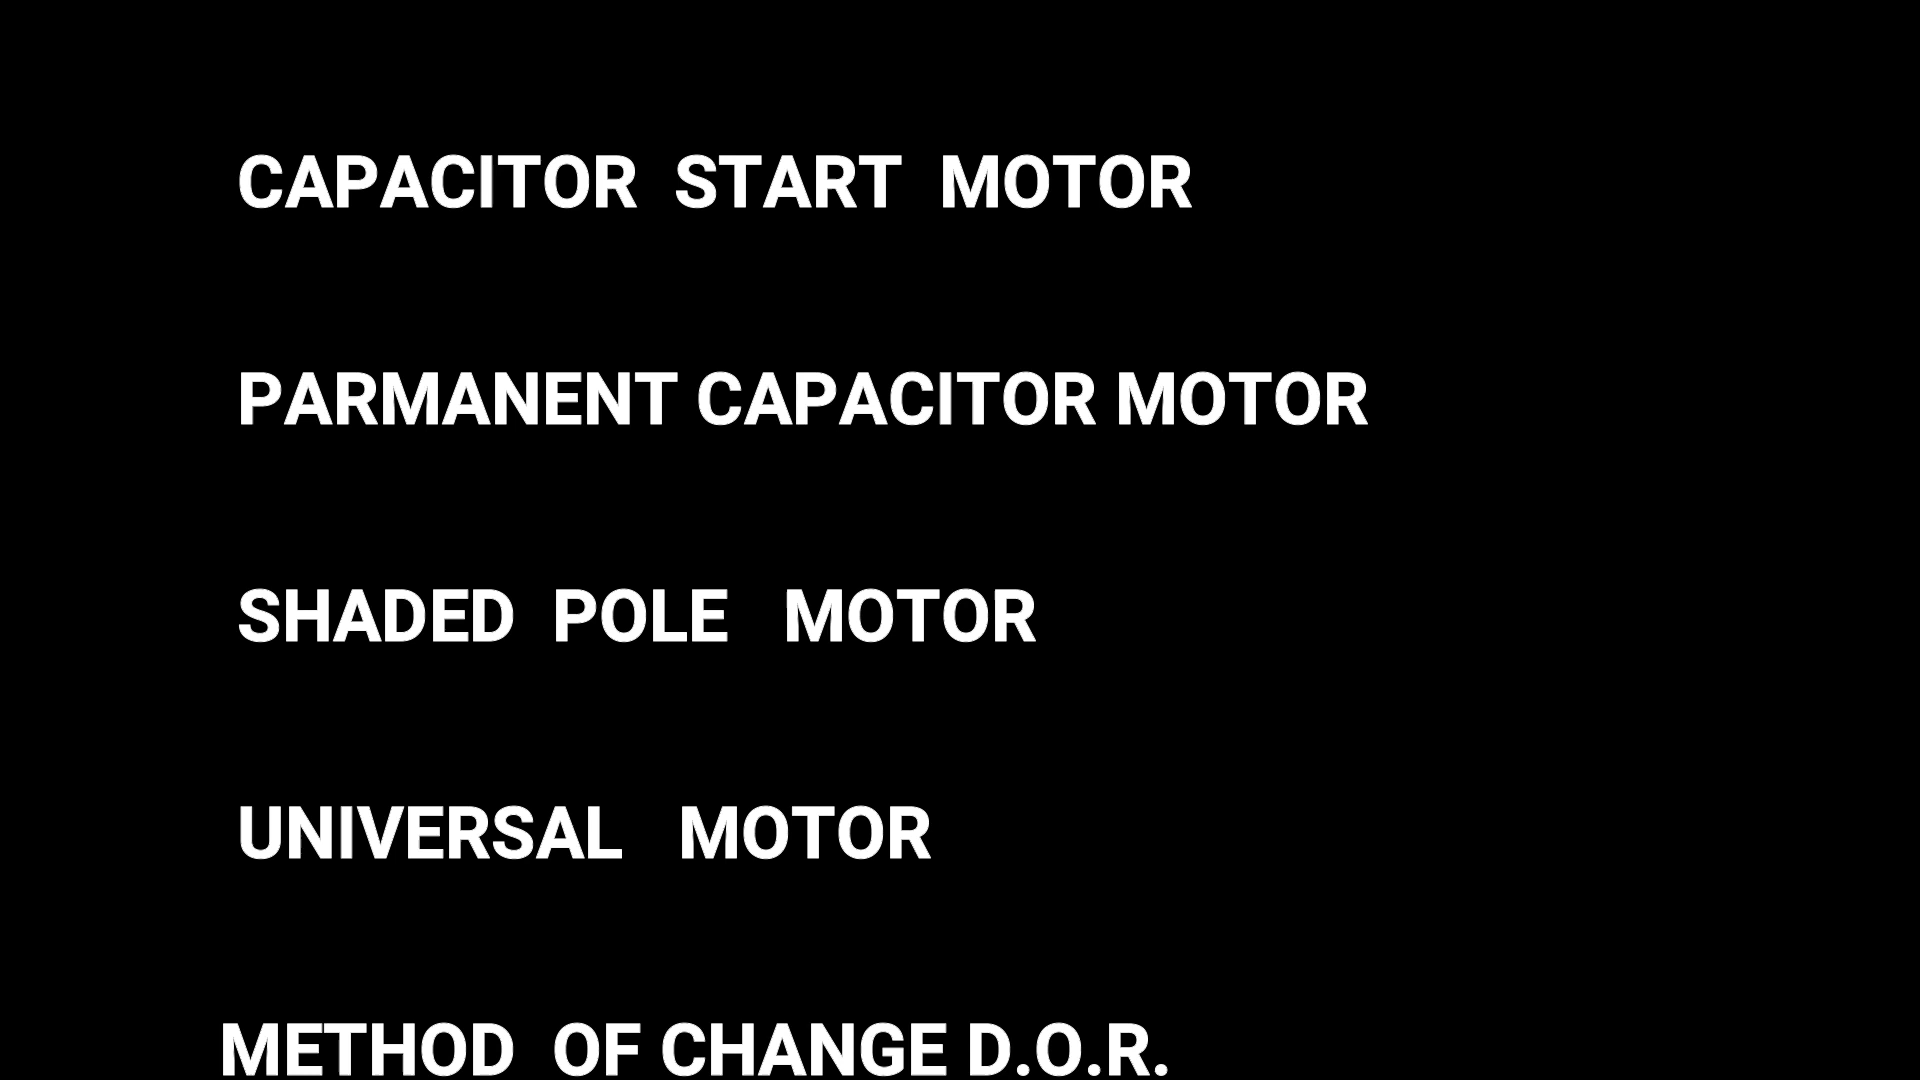 CAPACITOR START MOTOR
PARMANENT CAPACITOR MOTOR
SHADED POLE MOTOR
UNIVERSAL MOTOR
METHOD OF CHANGE D.O.R.